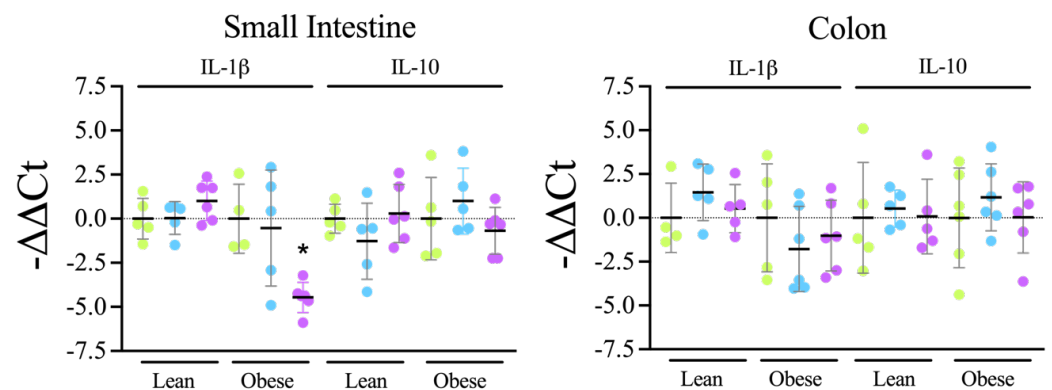 Small Intestine
IL-1β IL-10
7.5
5.0
2.5
0.0
-2.5
-5.0
-7.5
-ΔΔCt
*
Lean Obese Lean Obese
Colon
IL-1β IL-10
7.5
5.0
2.5
0.0
-2.5
-5.0
-7.5
-ΔΔCt
Lean Obese Lean Obese